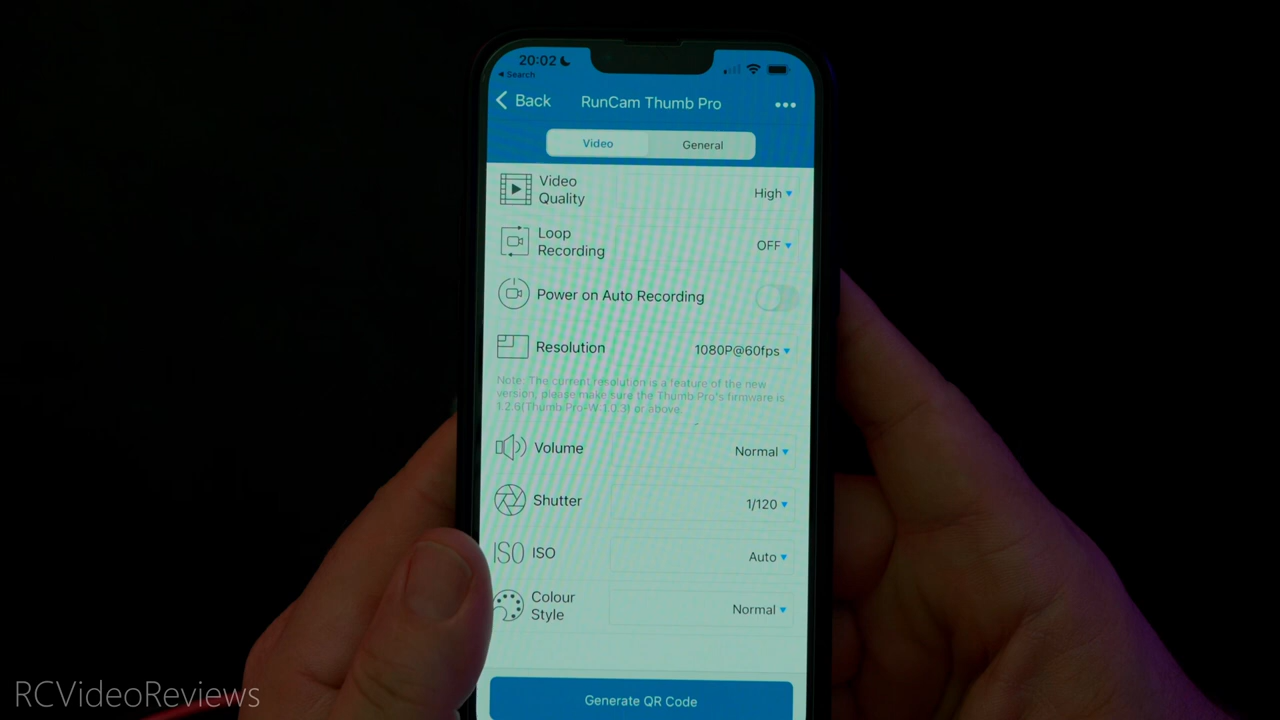 20:02
Search
Back
RunCam Thumb Pro
Video
General
Video
Quality
High
Loop
Recording
OFF
Power on Auto Recording
Resolution
1080P@60fps
Note: The current resolution is a feature of the new
version, please make sure the Thumb Pro's firmware is
1.2.6(Thumb Pro-W:1.0.3) or above.
Volume
Normal
Shutter
1/120
ISO ISO
Auto
Colour
Style
Normal
Generate QR Code
RCVideoReviews